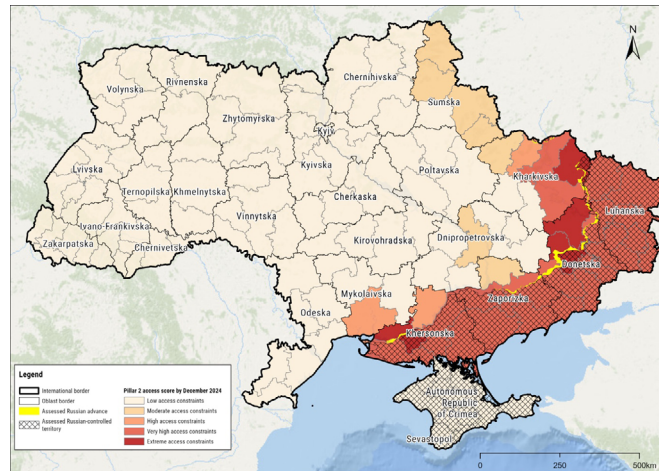 N
Volynska
Rivnenska
Chernihivska
Sumska
Zhytomyrska
Kyiv
Kyivska
Lvivska
Poltavska
Kharkivska
Luhanska
Ternopilska
Khmelnytska
Cherkaska
Ivano-Frankivska
Vinnytska
Zakarpatska
Chernivetska
Kirovohradska
Dnipropetrovska
Donetska
Mykolaivska
Zaporizka
Odeska
Khersonska
Autonomous
Republic
of Crimea
Sevastopol
Legend
International border
Oblast border
Assessed Russian advance
Assessed Russian-controlled
territory
Pillar 2 access score by December 2024
Low access constraints
Moderate access constraints
High access constraints
Very high access constraints
Extreme access constraints
0 250 500km